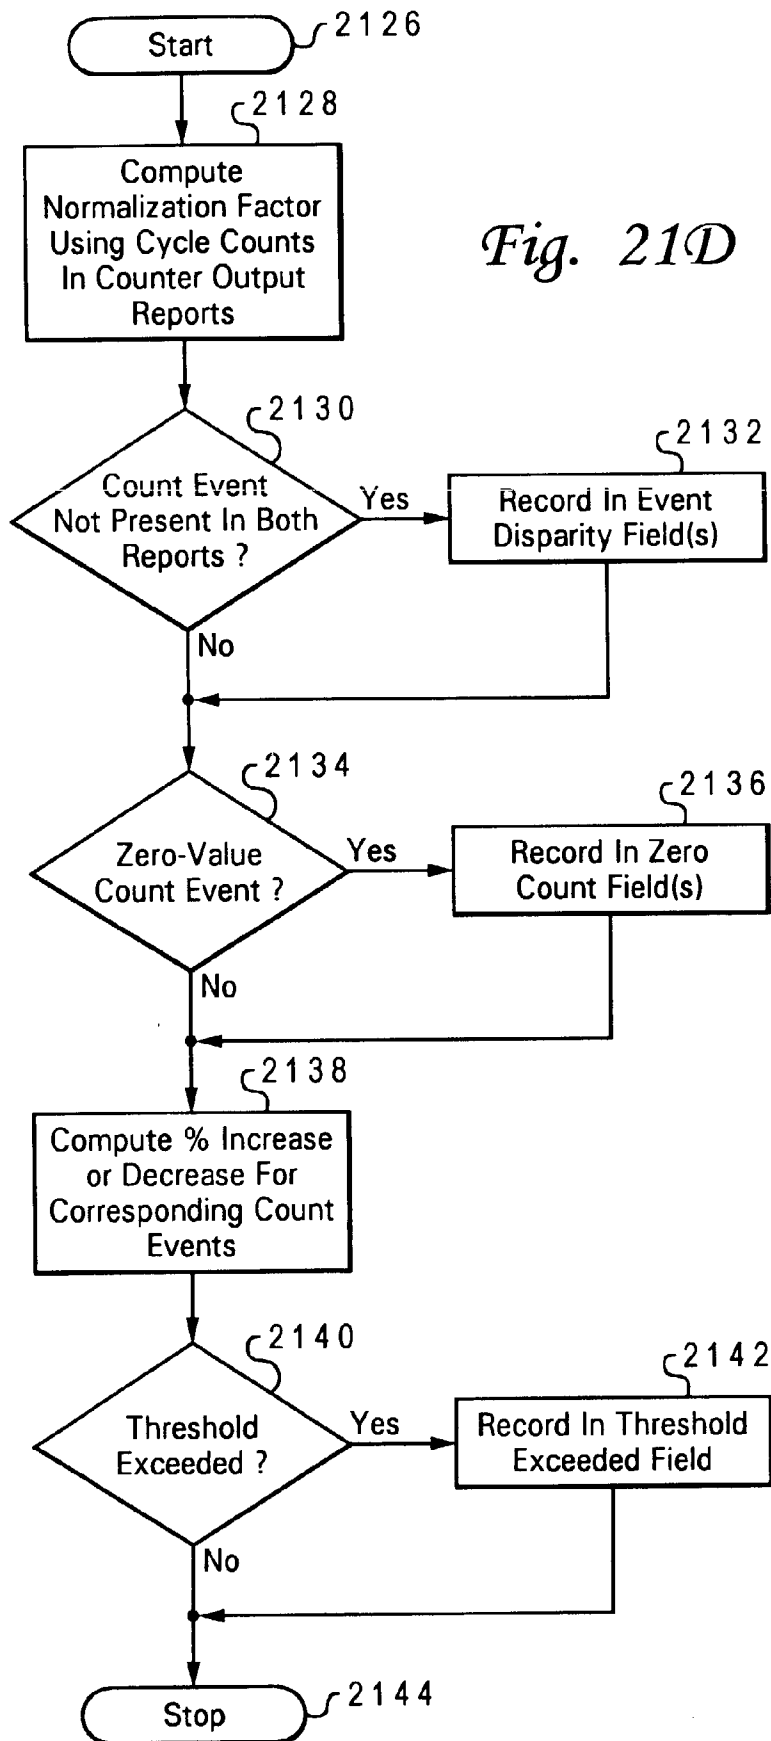 Start
2126
2128
Compute
Normalization Factor
Using Cycle Counts
In Counter Output
Reports
Fig. 21D
2130
Count Event
Not Present In Both
Reports ?
Yes
2132
Record In Event
Disparity Field(s)
No
2134
Zero-Value
Count Event ?
Yes
2136
Record In Zero
Count Field(s)
No
2138
Compute % Increase
or Decrease For
Corresponding Count
Events
2140
Threshold
Exceeded ?
Yes
2142
Record In Threshold
Exceeded Field
No
Stop
2144